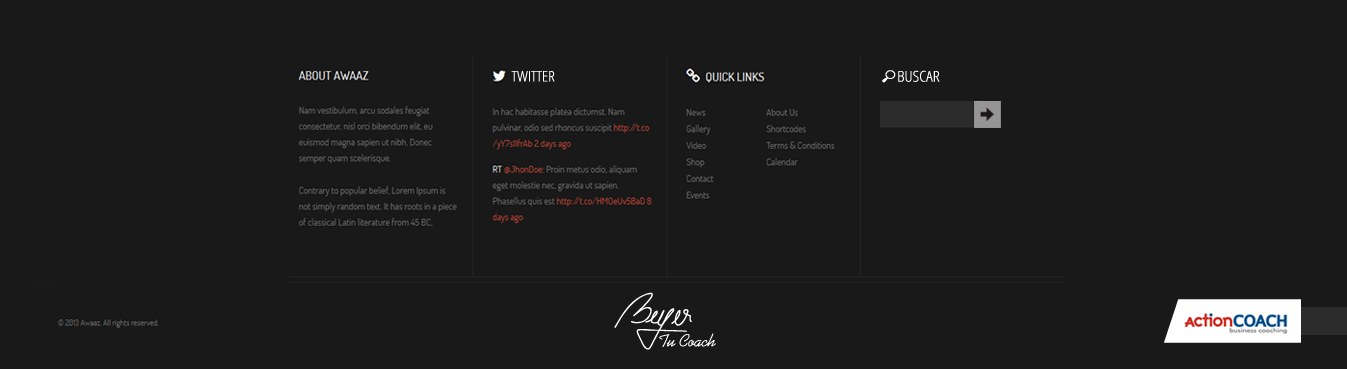 ABOUT AWAAZ
Nam vestibulum, arcu sodales feugiat
consectetur, nisl orci bibendum elit, eu
euismod magna sapien ut nibh. Donec
semper quam scelerisque.
Contrary to popular belief, Lorem Ipsum is
not simply random text. It has roots in a piece
of classical Latin literature from 45 BC,
TWITTER
In hac habitasse platea dictumst. Nam
pulvinar, odio sed rhoncus suscipit http://t.co
/yY7s1IfrAb 2 days ago
RT @JhonDoe: Proin metus odio, aliquam
eget molestie nec, gravida ut sapien.
Phasellus quis est http://t.co/HMOeUvSBaD 8
days ago
QUICK LINKS
News
Gallery
Video
Shop
Contact
Events
About Us
Shortcodes
Terms & Conditions
Calendar
BUSCAR
© 2013 Awaaz. All rights reserved.
Beyer
Tu Coach
ActionCOACH
business coaching